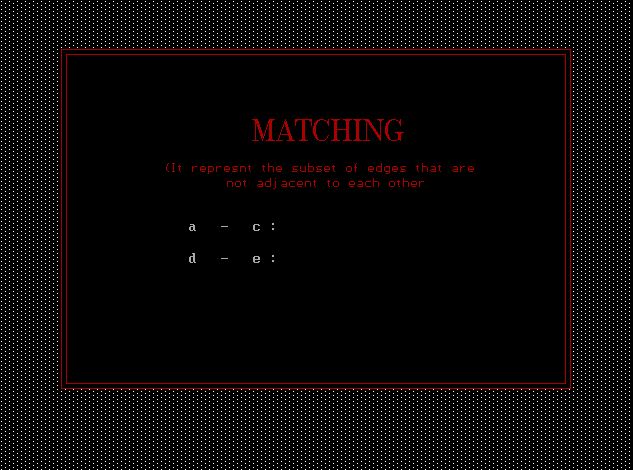 MATCHING
(It represnt the subset of edges that are
not adjacent to each other
a - c :
d - e :